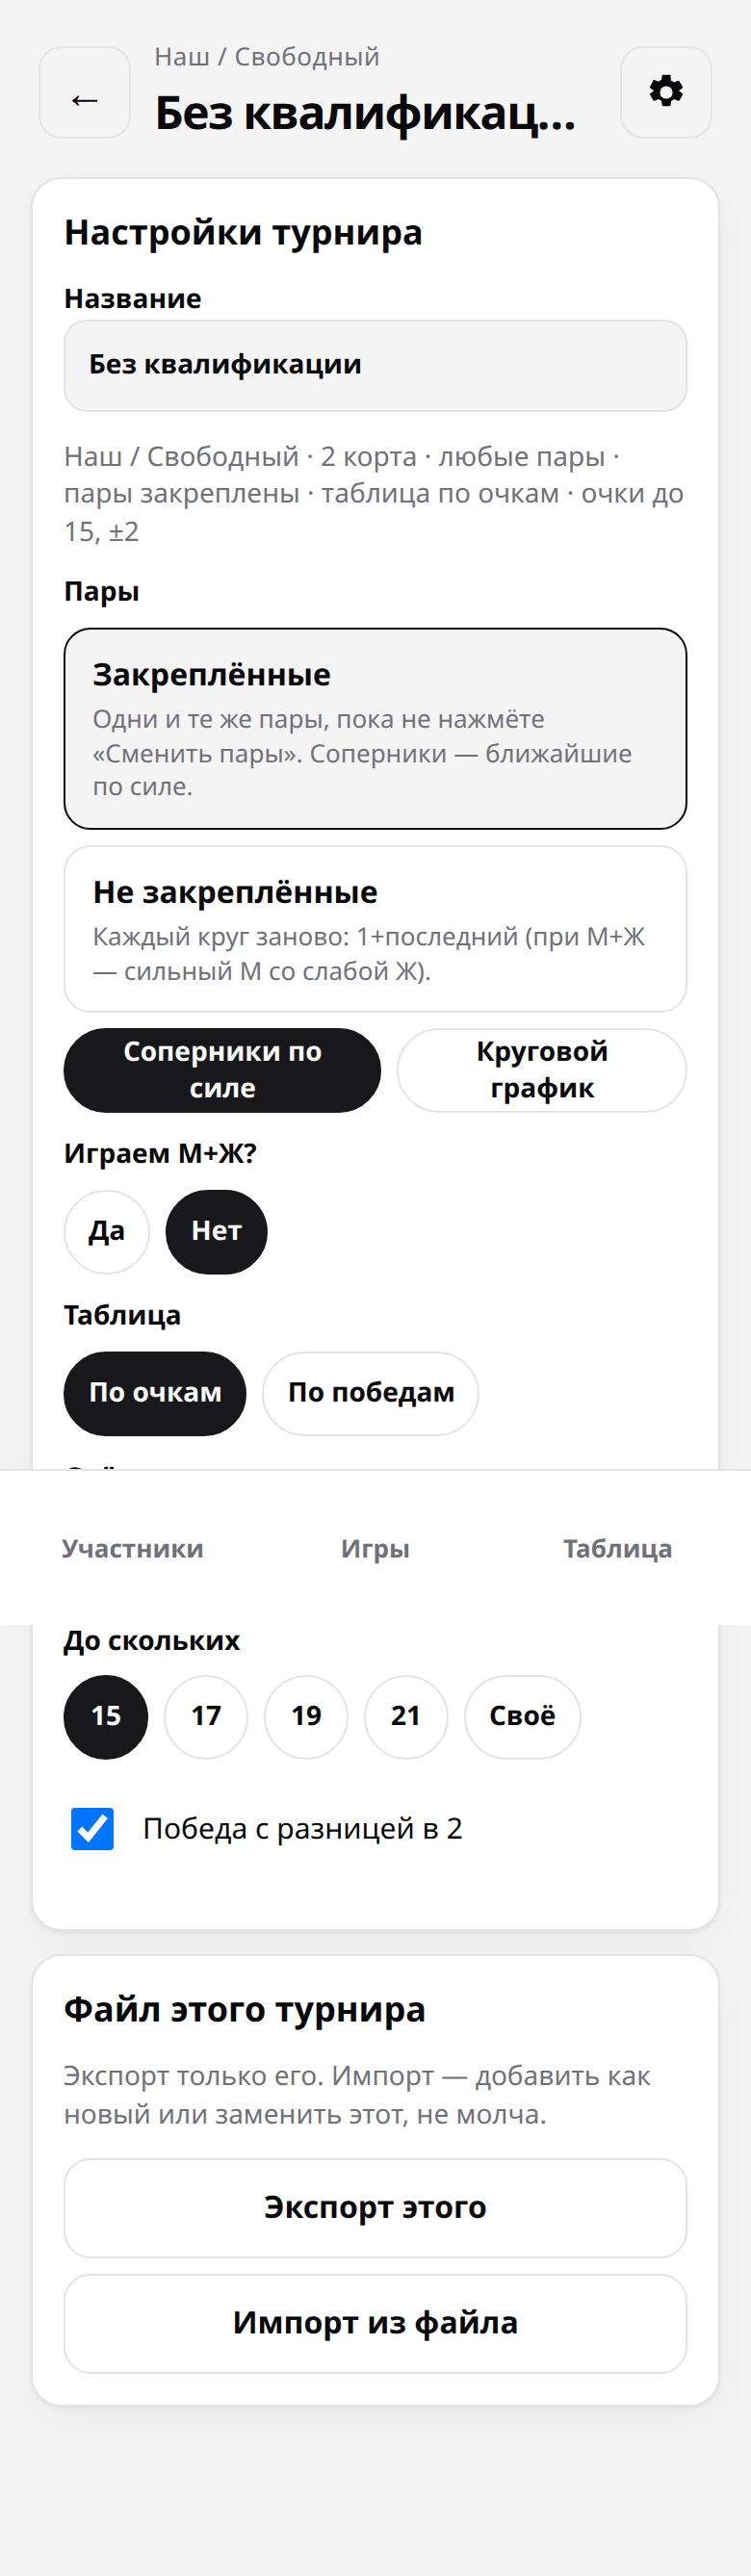 ←
Наш / Свободный
Без квалификац...
Настройки турнира
Название
Без квалификации
Наш / Свободный · 2 корта · любые пары ·
пары закреплены · таблица по очкам · очки до
15, ±2
Пары
Закреплённые
Одни и те же пары, пока не нажмёте
«Сменить пары». Соперники — ближайшие
по силе.
Не закреплённые
Каждый круг заново: 1+последний (при М+Ж
— сильный М со слабой Ж).
Соперники по
силе
Круговой
график
Играем М+Ж?
Да
Нет
Таблица
По очкам
По победам
Участники
Игры
Таблица
До скольких
15
17
19
21
Своё
Победа с разницей в 2
Файл этого турнира
Экспорт только его. Импорт — добавить как
новый или заменить этот, не молча.
Экспорт этого
Импорт из файла